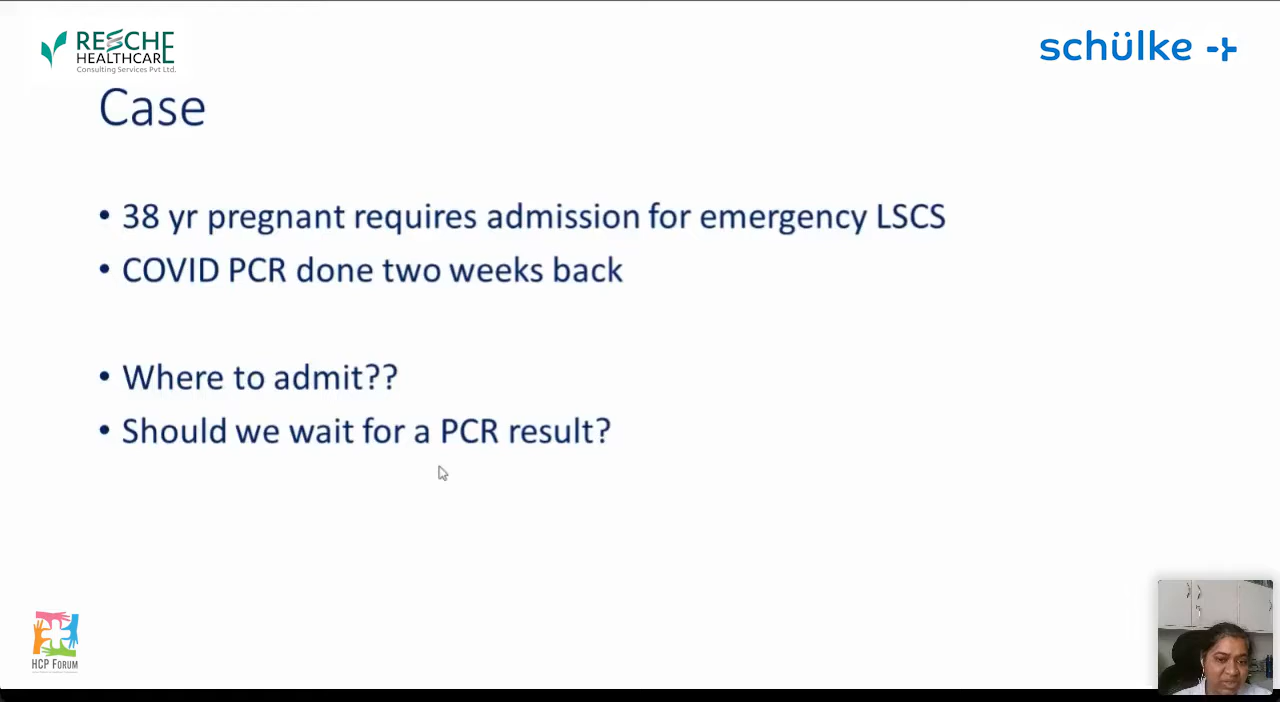 RESCHE
HEALTHCARE
Consulting Services Pvt Ltd.
schülke
Case
• 38 yr pregnant requires admission for emergency LSCS
• COVID PCR done two weeks back
• Where to admit??
• Should we wait for a PCR result?
HCP FORUM